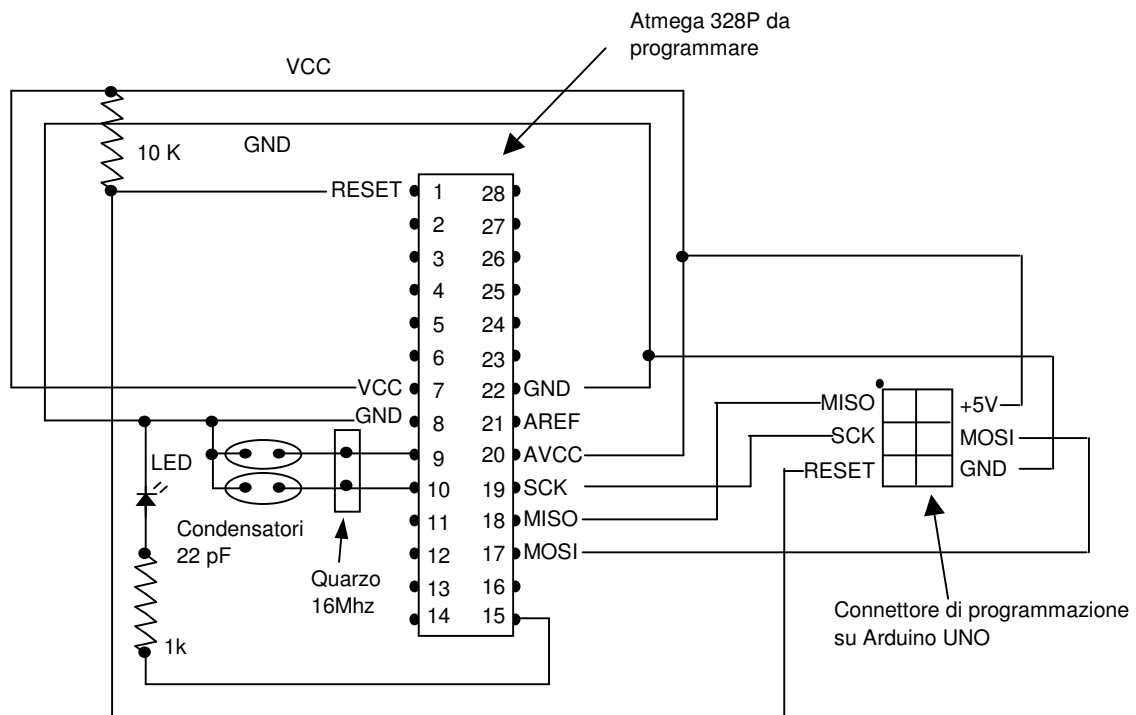 Atmega 328P da
programmare
VCC
10 K
GND
RESET
1
28
2
27
3
26
4
25
5
24
6
23
VCC
7
22
GND
GND
8
21
AREF
9
20
AVCC
10
19
SCK
11
18
MISO
12
17
MOSI
13
16
14
15
LED
Condensatori
22 pF
Quarzo
16Mhz
1k
MISO
+5V
SCK
MOSI
RESET
GND
Connettore di programmazione
su Arduino UNO